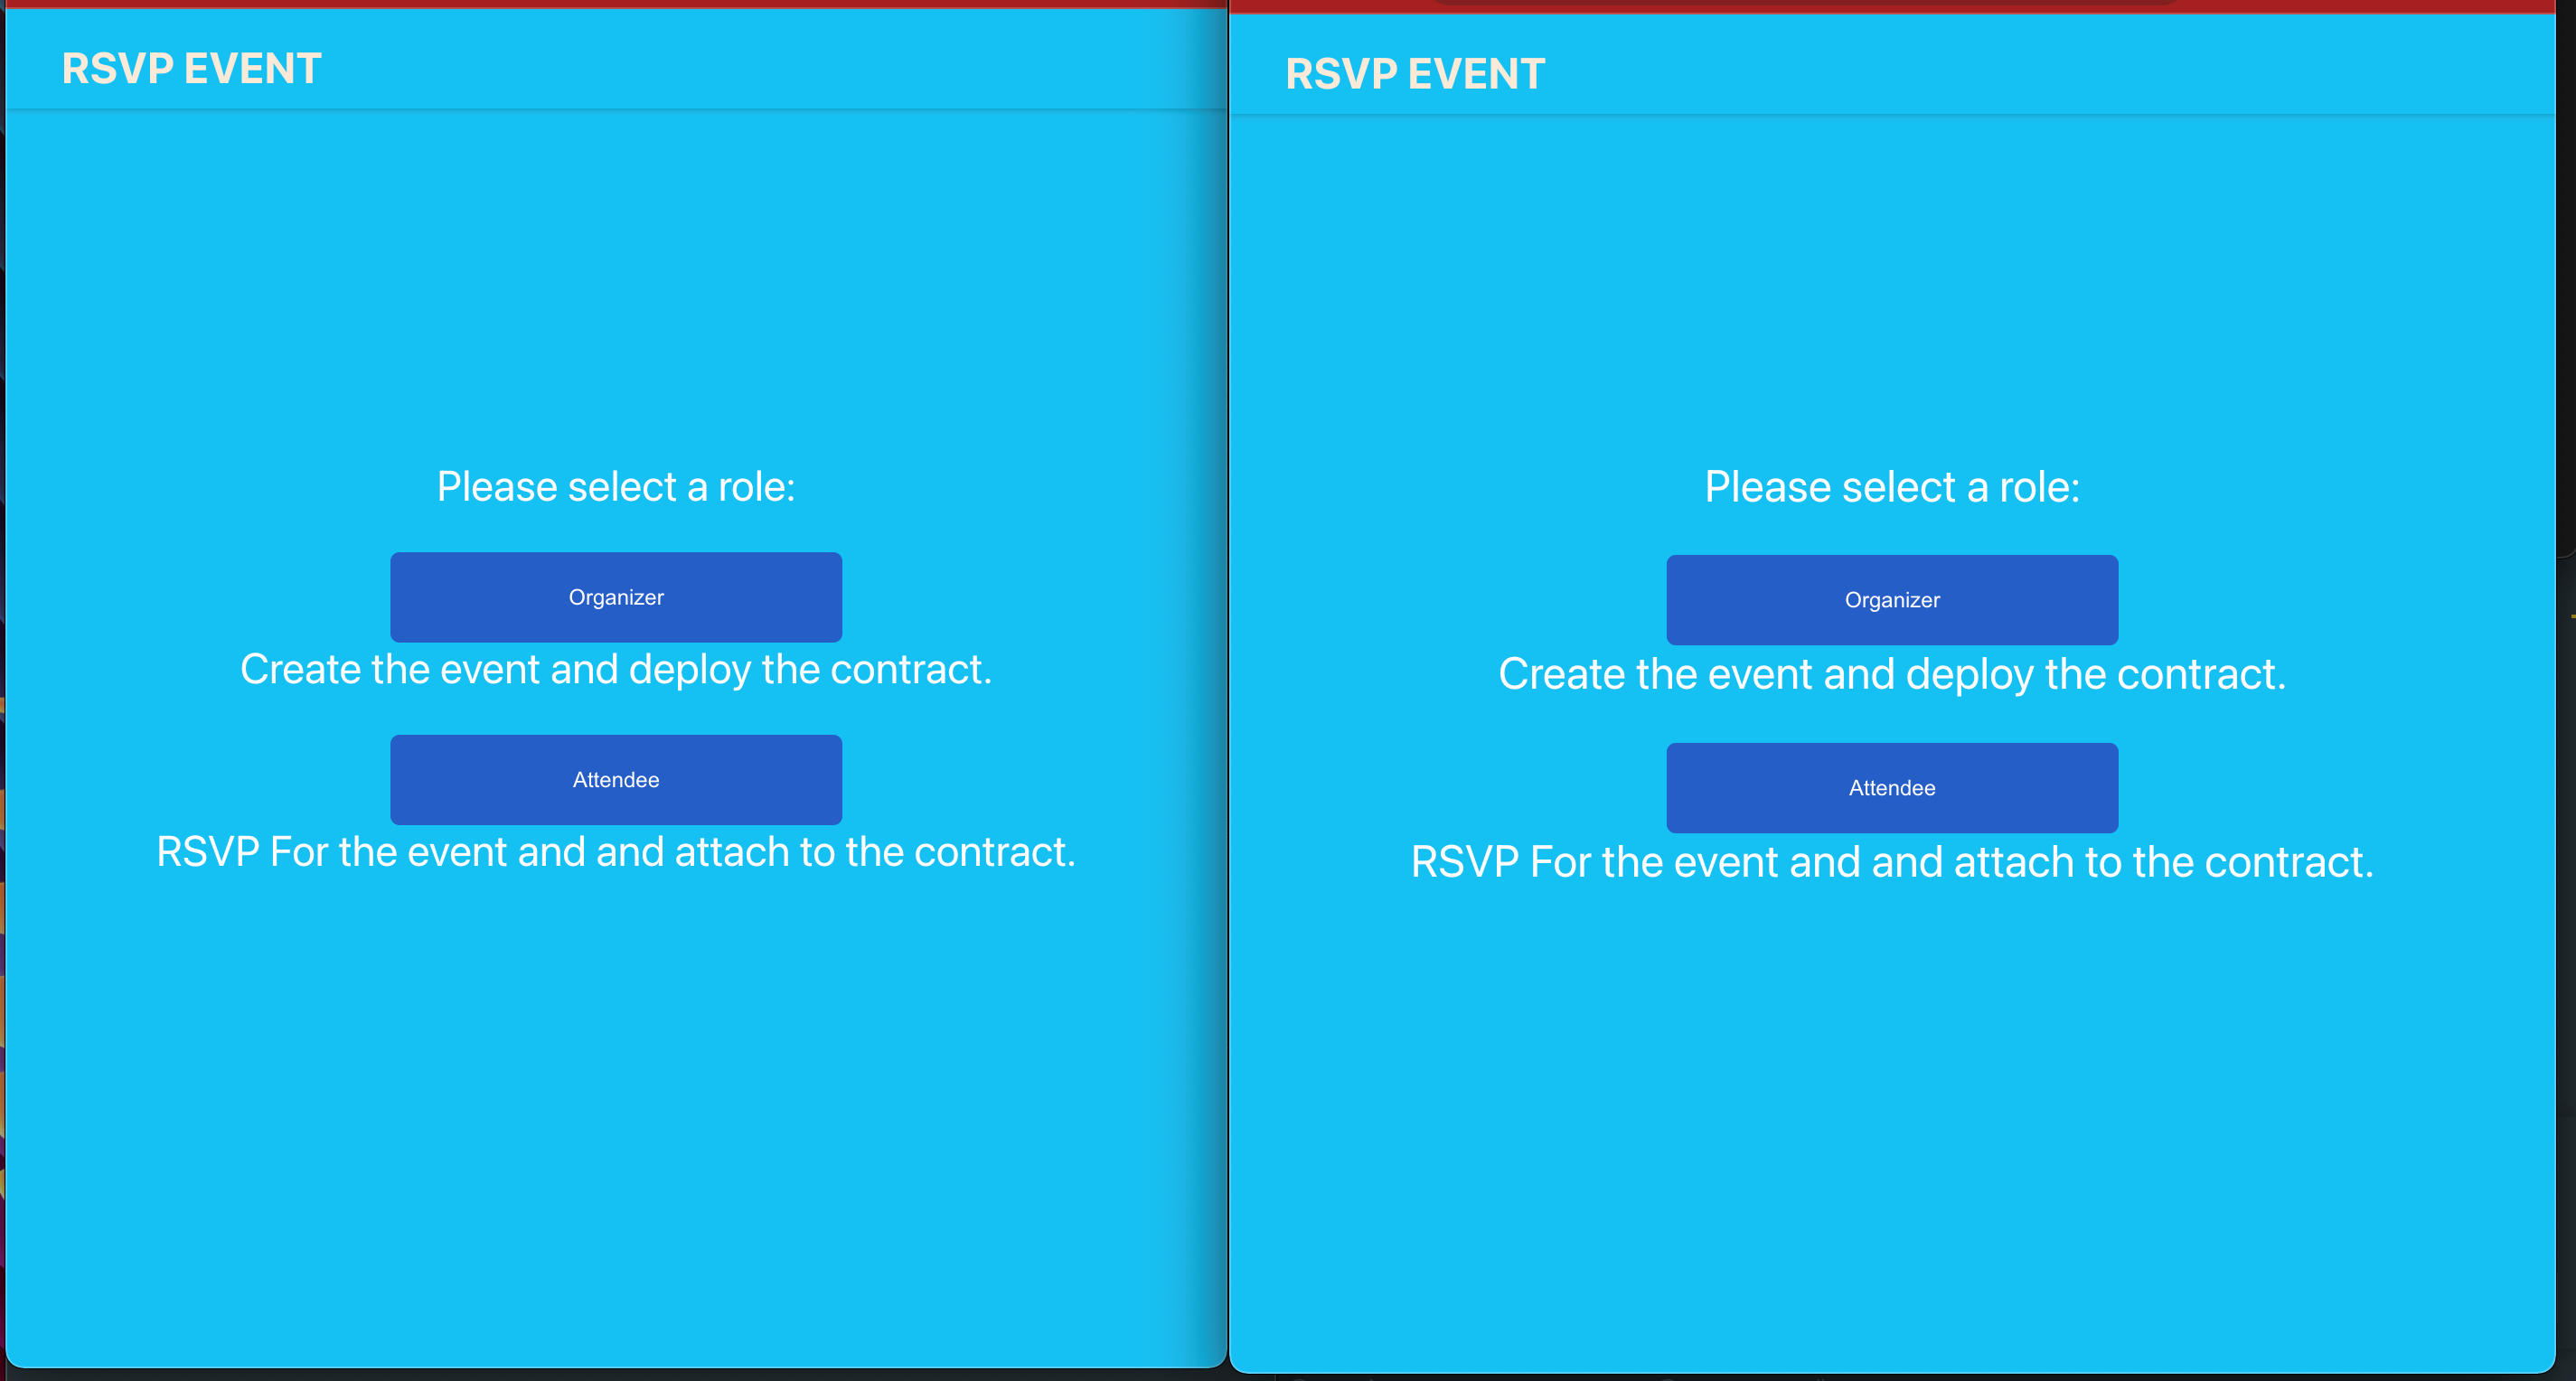 RSVP EVENT
Please select a role:
Organizer
Create the event and deploy the contract.
Attendee
RSVP For the event and and attach to the contract.
RSVP EVENT
Please select a role:
Organizer
Create the event and deploy the contract.
Attendee
RSVP For the event and and attach to the contract.